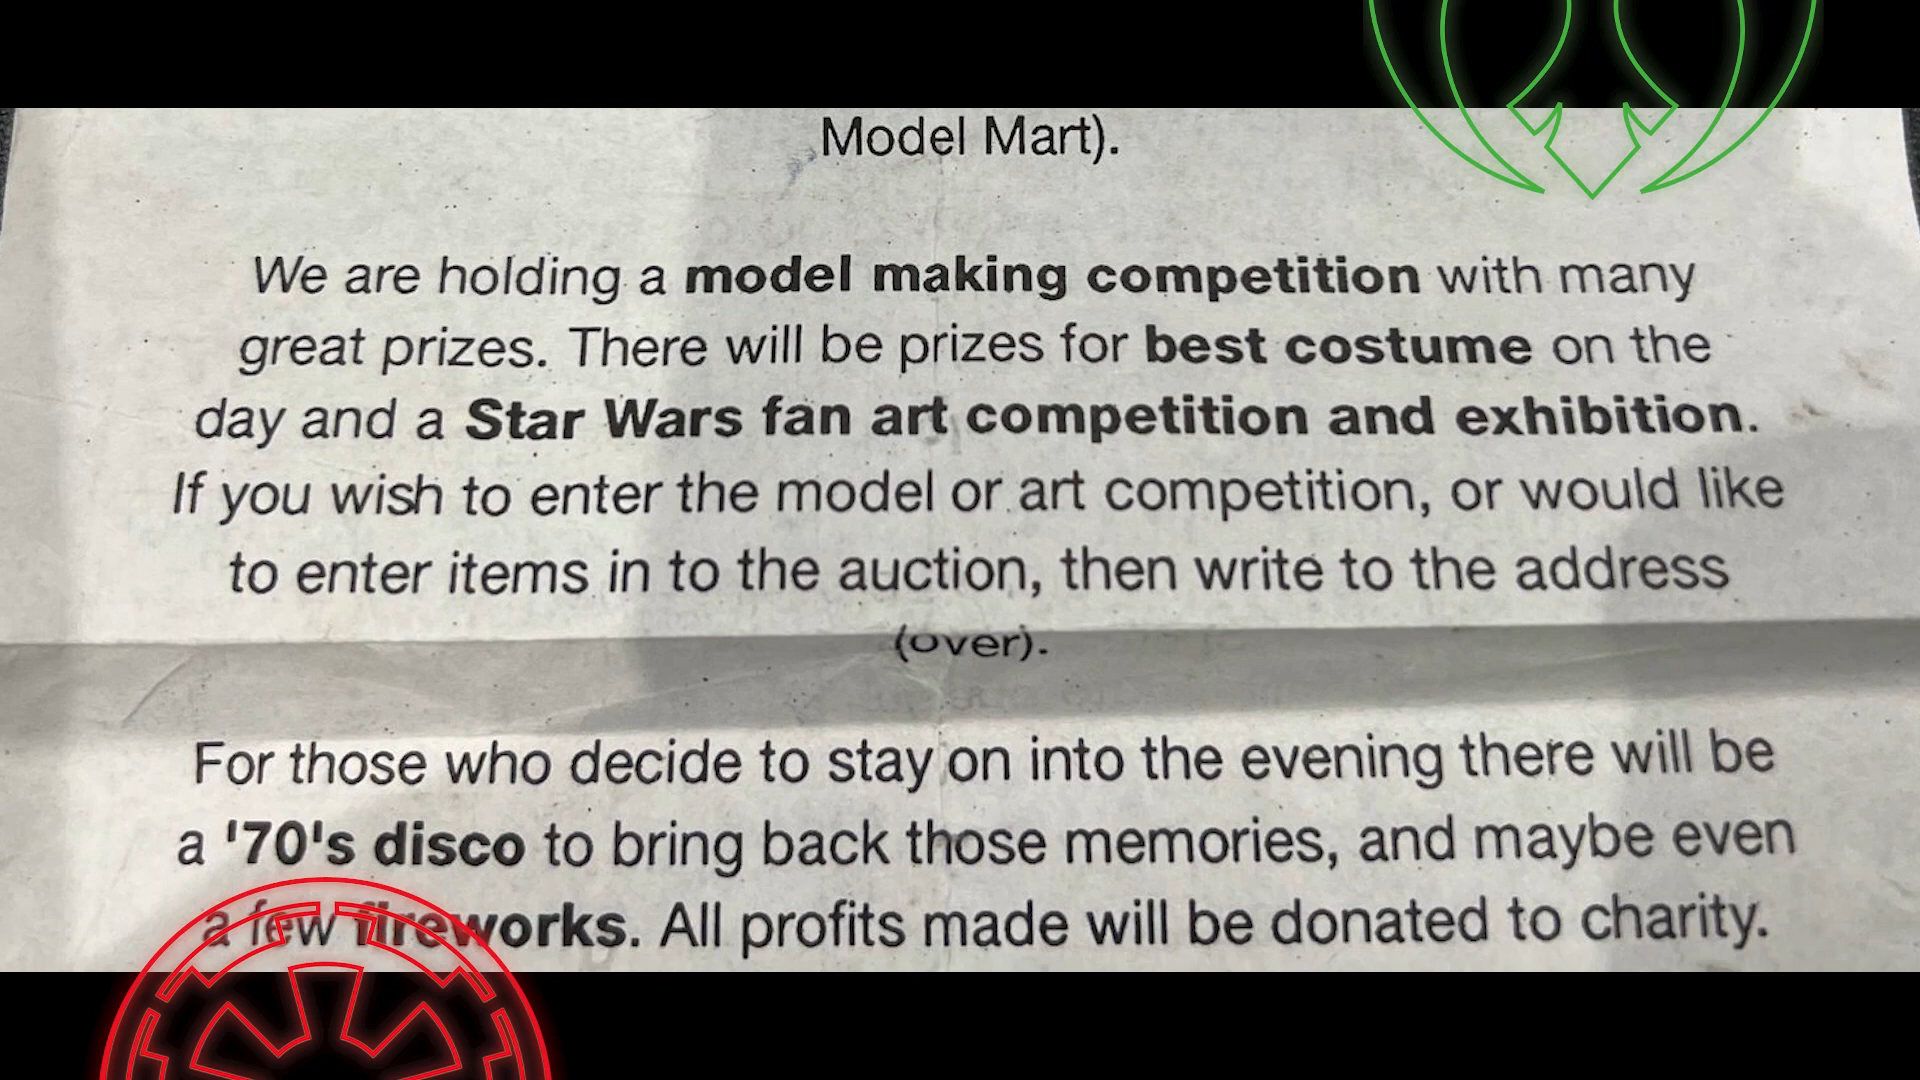 Model Mart).
We are holding a model making competition with many
great prizes. There will be prizes for best costume on the
day and a Star Wars fan art competition and exhibition.
If you wish to enter the model or art competition, or would like
to enter items in to the auction, then write to the address
(over).
For those who decide to stay on into the evening there will be
a '70's disco to bring back those memories, and maybe even
a few fireworks. All profits made will be donated to charity.